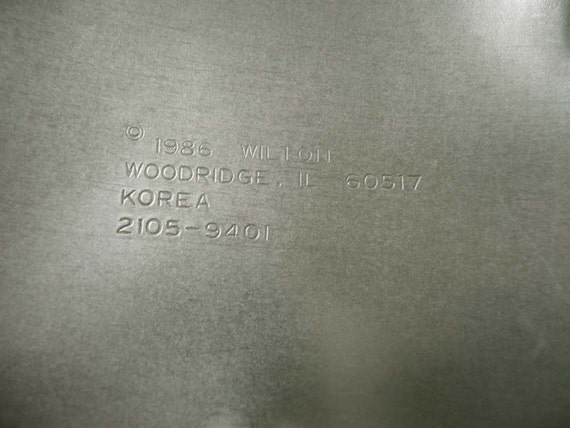 © 1986 WILTON
WOODRIDGE, IL 60517
KOREA
2105-9401